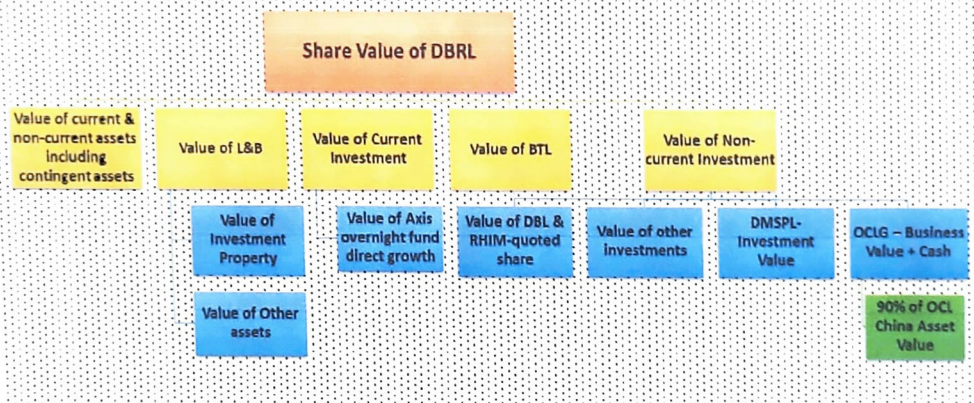 Share Value of DBRL
Value of current &
non-current assets
including
contingent assets
Value of L&B
Value of Current
Investment
Value of BTL
Value of Non-
current Investment
Value of
Investment
Property
Value of Axis
overnight fund
direct growth
Value of DBL &
RHIM-quoted
share
Value of other
investments
DMSPL-
Investment
Value
OCLG – Business
Value + Cash
Value of Other
assets
90% of OCL
China Asset
Value